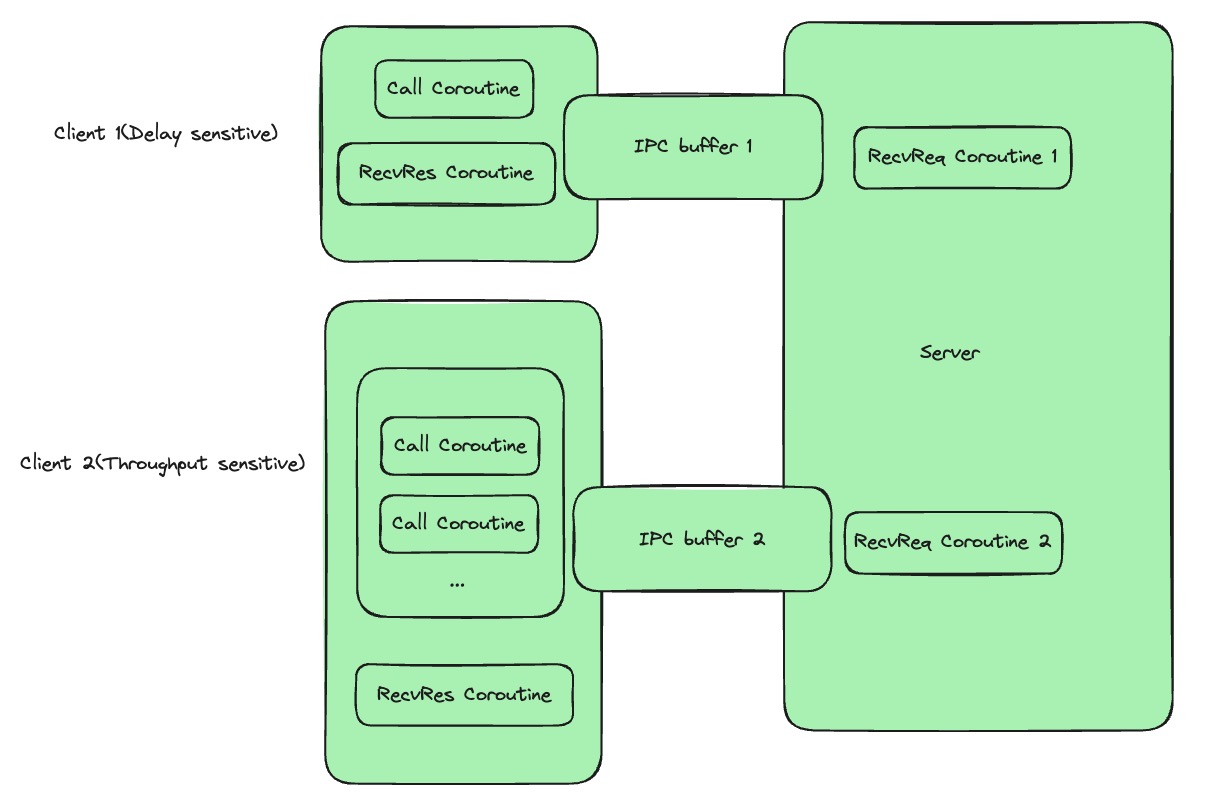 Call Coroutine
Client 1(Delay sensitive)
RecvRes Coroutine
IPC buffer 1
RecvReq Coroutine 1
Server
Client 2(Throughput sensitive)
Call Coroutine
Call Coroutine
...
IPC buffer 2
RecvReq Coroutine 2
RecvRes Coroutine